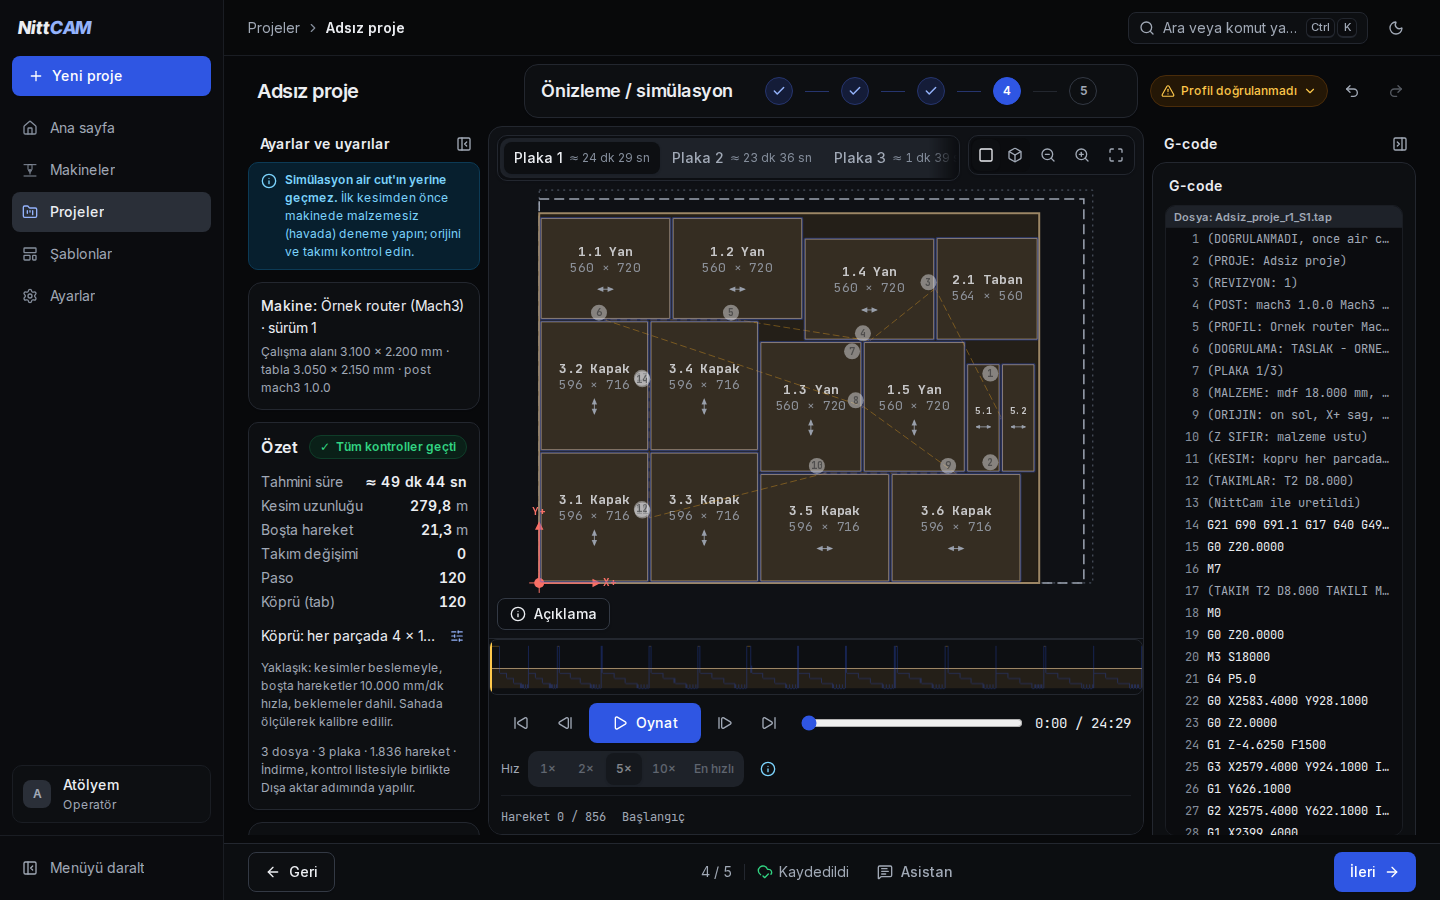 NittCAM
Yeni proje
Ana sayfa
Makineler
Projeler
Şablonlar
Ayarlar
A
Atölyem
Operatör
Menüyü daralt
Projeler > Adsız proje
Ara veya komut ya… Ctrl K
Adsız proje
Önizleme / simülasyon
4
5
Profil doğrulanmadı
Ayarlar ve uyarılar
Simülasyon air cut'ın yerine
geçmez. İlk kesimden önce
makinede malzemesiz
(havada) deneme yapın; orijini
ve takımı kontrol edin.
Makine: Örnek router (Mach3)
· sürüm 1
Çalışma alanı 3.100 × 2.200 mm ·
tabla 3.050 × 2.150 mm · post
mach3 1.0.0
Özet
✓ Tüm kontroller geçti
Tahmini süre ≈ 49 dk 44 sn
Kesim uzunluğu 279,8 m
Boşta hareket 21,3 m
Takım değişimi 0
Paso 120
Köprü (tab) 120
Köprü: her parçada 4 × 1…
Yaklaşık: kesimler beslemeyle,
boşta hareketler 10.000 mm/dk
hızla, beklemeler dahil. Sahada
ölçülerek kalibre edilir.
3 dosya · 3 plaka · 1.836 hareket ·
İndirme, kontrol listesiyle birlikte
Dışa aktar adımında yapılır.
Plaka 1 ≈ 24 dk 29 sn
Plaka 2 ≈ 23 dk 36 sn
Plaka 3 ≈ 1 dk 39
1.1 Yan
560 × 720
6
1.2 Yan
560 × 720
5
1.4 Yan
560 × 720
4
3
2.1 Taban
564 × 560
3.2 Kapak
596 × 716
14
3.4 Kapak
596 × 716
7
1.3 Yan
560 × 720
8
10
1.5 Yan
560 × 720
9
1
5.1
2
5.2
3.1 Kapak
596 × 716
12
3.3 Kapak
596 × 716
3.5 Kapak
596 × 716
3.6 Kapak
596 × 716
Y+
X+
Açıklama
Oynat
0:00 / 24:29
Hız 1× 2× 5× 10× En hızlı
Hareket 0 / 856 Başlangıç
G-code
G-code
Dosya: Adsiz_proje_r1_S1.tap
1 (DOGRULANMADI, once air c…
2 (PROJE: Adsiz proje)
3 (REVIZYON: 1)
4 (POST: mach3 1.0.0 Mach3 …
5 (PROFIL: Ornek router Mac…
6 (DOGRULAMA: TASLAK - ORNE…
7 (PLAKA 1/3)
8 (MALZEME: mdf 18.000 mm, …
9 (ORIJIN: on sol, X+ sag, …
10 (Z SIFIR: malzeme ustu)
11 (KESIM: kopru her parcada…
12 (TAKIMLAR: T2 D8.000)
13 (NittCam ile uretildi)
14 G21 G90 G91.1 G17 G40 G49…
15 G0 Z20.0000
16 M7
17 (TAKIM T2 D8.000 TAKILI M…
18 M0
19 G0 Z20.0000
20 M3 S18000
21 G4 P5.0
22 G0 X2583.4000 Y928.1000
23 G0 Z2.0000
24 G1 Z-4.6250 F1500
25 G3 X2579.4000 Y924.1000 I…
26 G1 Y626.1000
27 G2 X2575.4000 Y622.1000 I…
28 G1 X2399.4000
Geri
4 / 5
Kaydedildi
Asistan
İleri